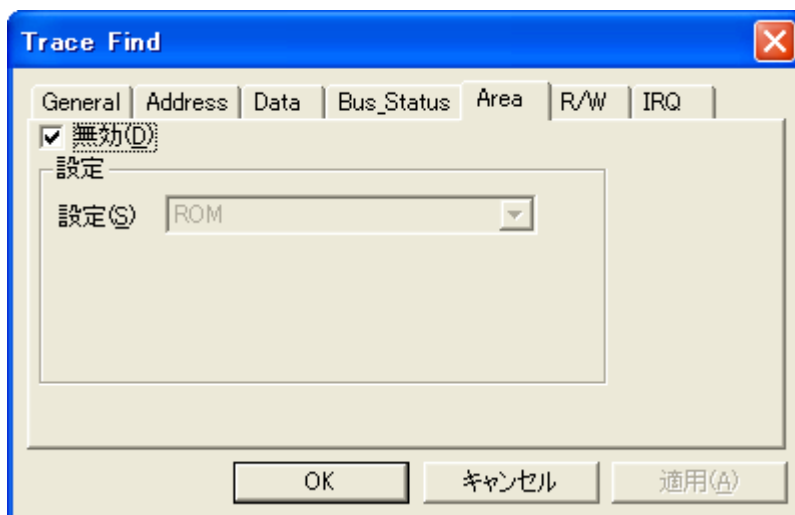 Trace Find
General Address Data Bus_Status Area R/W IRQ
無効(D)
設定
設定(S) ROM
OK キャンセル 適用(A)